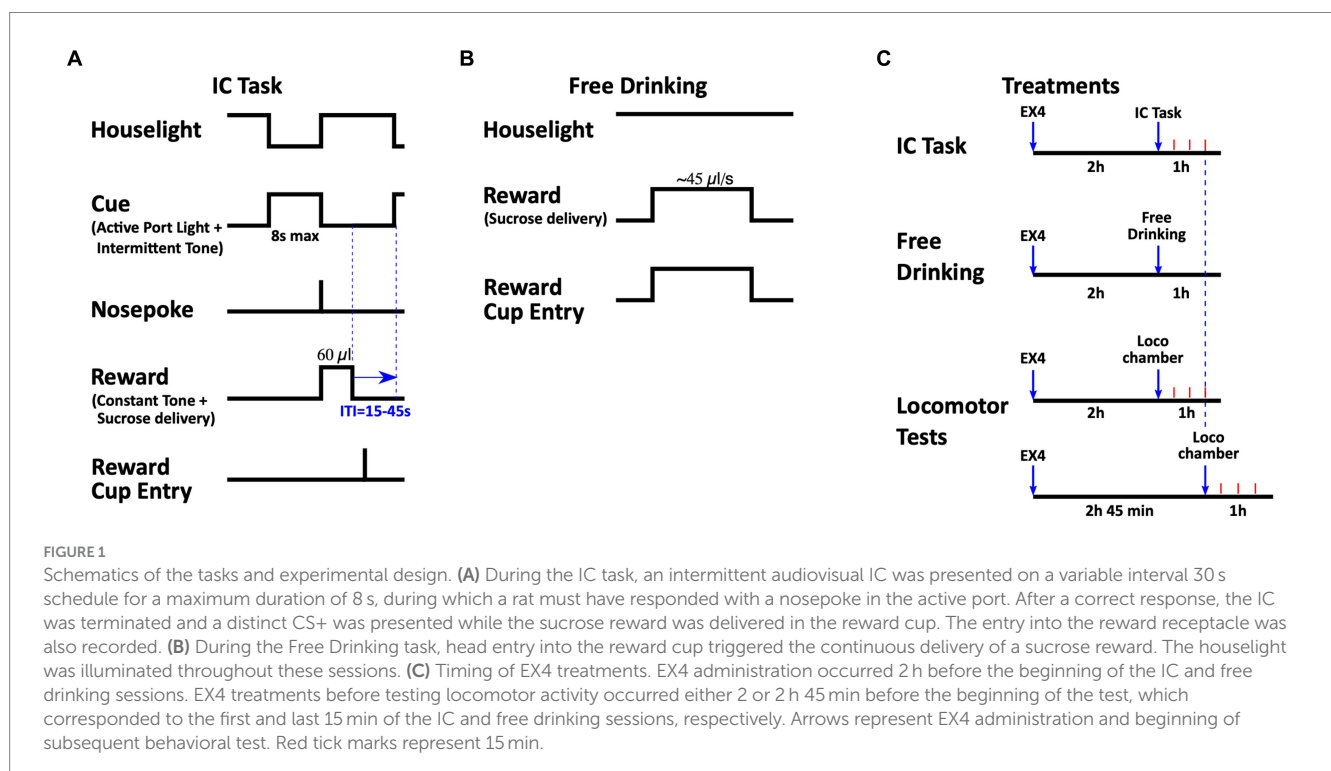 A
IC Task
Houselight
Cue
(Active Port Light +
Intermittent Tone)
8s max
Nosepoke
60 µl
Reward
(Constant Tone +
Sucrose delivery)
ITI=15-45s
Reward
Cup Entry
B
Free Drinking
Houselight
~45 µl/s
Reward
(Sucrose delivery)
Reward
Cup Entry
C
Treatments
EX4
IC Task
IC Task
2h
1h
Free
Drinking
EX4
Free
Drinking
2h
1h
Locomotor
Tests
EX4
Loco
chamber
2h
1h
EX4
Loco
chamber
2h 45 min
1h
FIGURE 1
Schematics of the tasks and experimental design. (A) During the IC task, an intermittent audiovisual IC was presented on a variable interval 30 s
schedule for a maximum duration of 8 s, during which a rat must have responded with a nosepoke in the active port. After a correct response, the IC
was terminated and a distinct CS+ was presented while the sucrose reward was delivered in the reward cup. The entry into the reward receptacle was
also recorded. (B) During the Free Drinking task, head entry into the reward cup triggered the continuous delivery of a sucrose reward. The houselight
was illuminated throughout these sessions. (C) Timing of EX4 treatments. EX4 administration occurred 2 h before the beginning of the IC and free
drinking sessions. EX4 treatments before testing locomotor activity occurred either 2 or 2 h 45 min before the beginning of the test, which
corresponded to the first and last 15 min of the IC and free drinking sessions, respectively. Arrows represent EX4 administration and beginning of
subsequent behavioral test. Red tick marks represent 15 min.